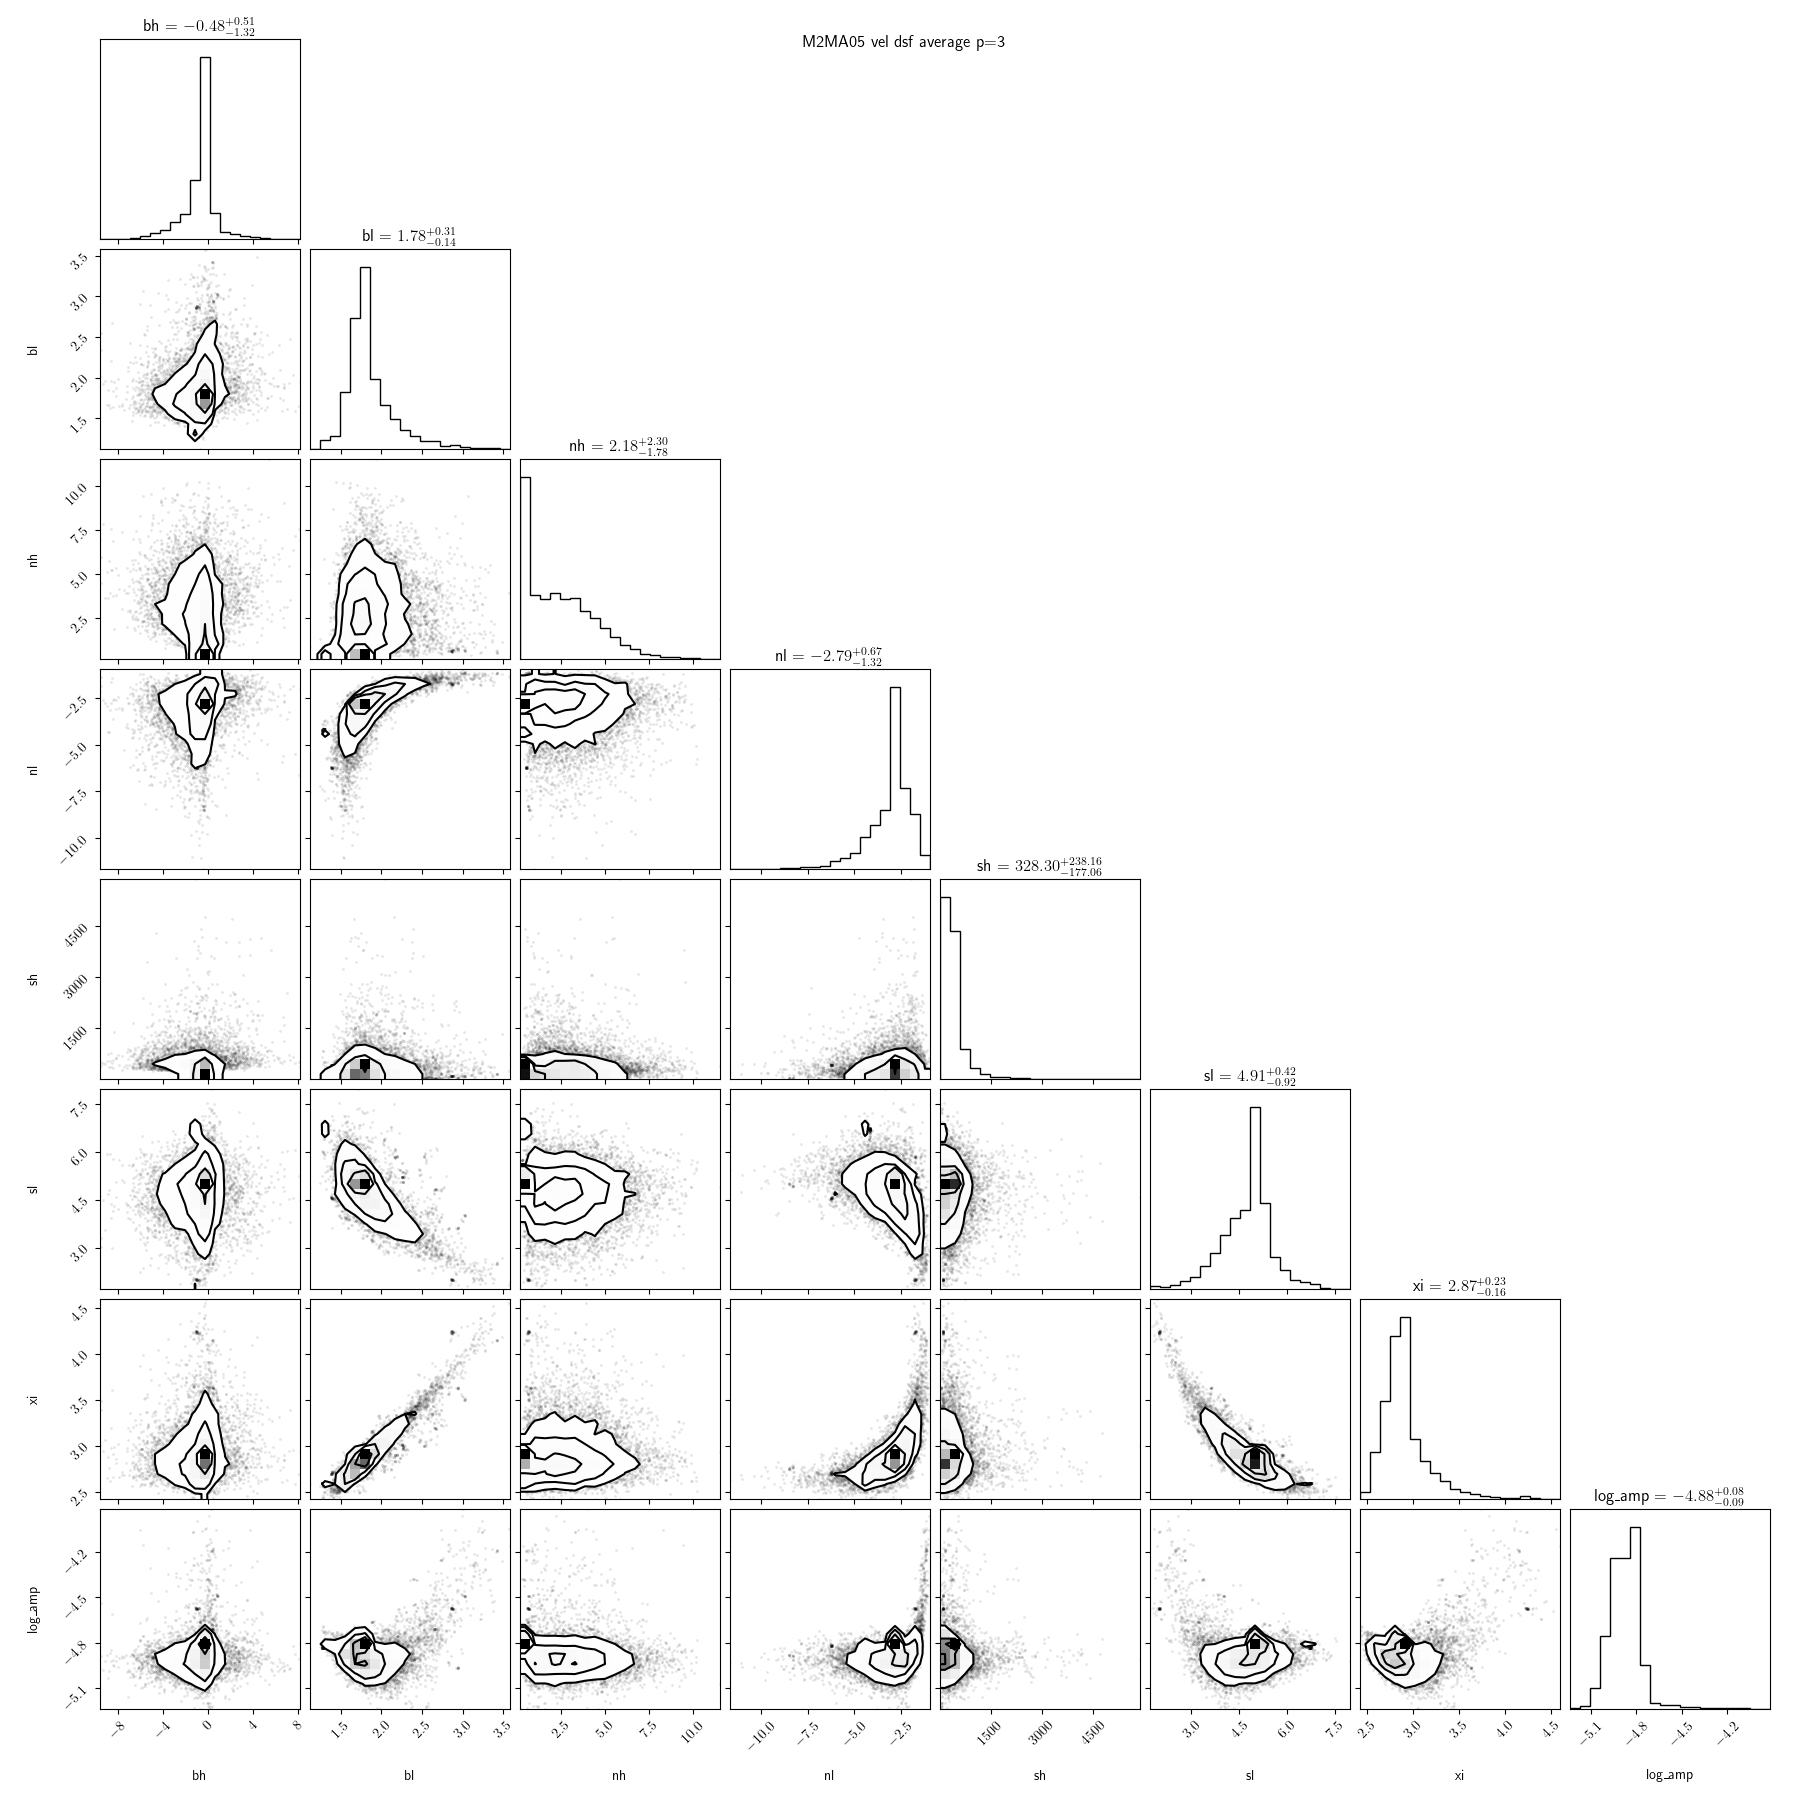 bh = −0.48+0.51 −1.32
M2MA05 vel dsf average p=3
bl = 1.78+0.31 −0.14
3.5
3.0
2.5
2.0
1.5
bl
nh = 2.18+2.30 −1.78
10.0
7.5
5.0
2.5
nh
nl = −2.79+0.67 −1.32
−2.5
−5.0
−7.5
−10.0
nl
sh = 328.30+238.16 −177.06
4500
3000
1500
sh
sl = 4.91+0.42 −0.92
7.5
6.0
4.5
3.0
sl
xi = 2.87+0.23 −0.16
4.5
4.0
3.5
3.0
2.5
xi
log_amp = −4.88+0.08 −0.09
−4.2
−4.5
−4.8
−5.1
log_amp
−8 −4 0 4 8 1.5 2.0 2.5 3.0 3.5 2.5 5.0 7.5 10.0 −10.0 −7.5 −5.0 −2.5 1500 3000 4500 3.0 4.5 6.0 7.5 2.5 3.0 3.5 4.0 4.5 −5.1 −4.8 −4.5 −4.2
bh bl nh nl sh sl xi log_amp